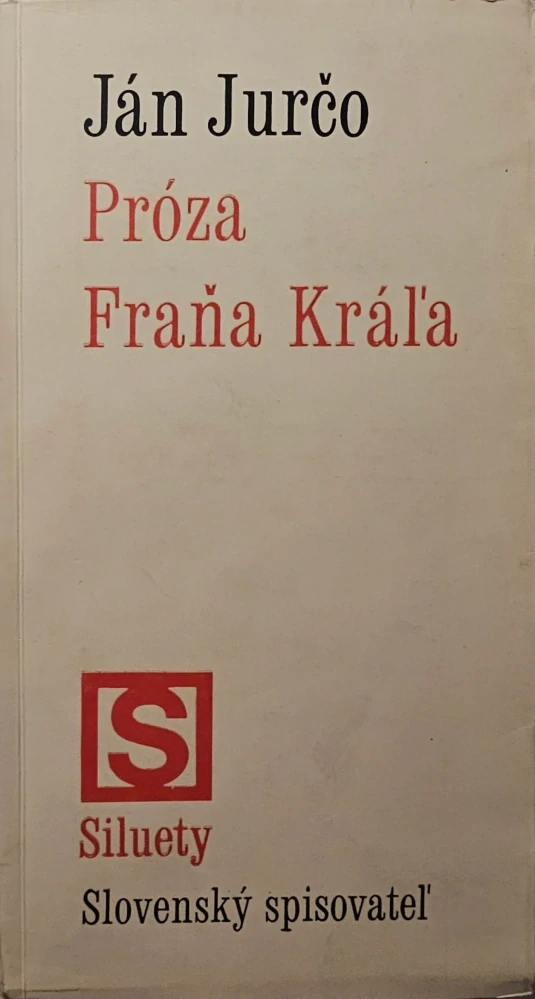 Ján Jurčo
Próza
Fraňa Kráľa
S
Siluety
Slovenský spisovateľ